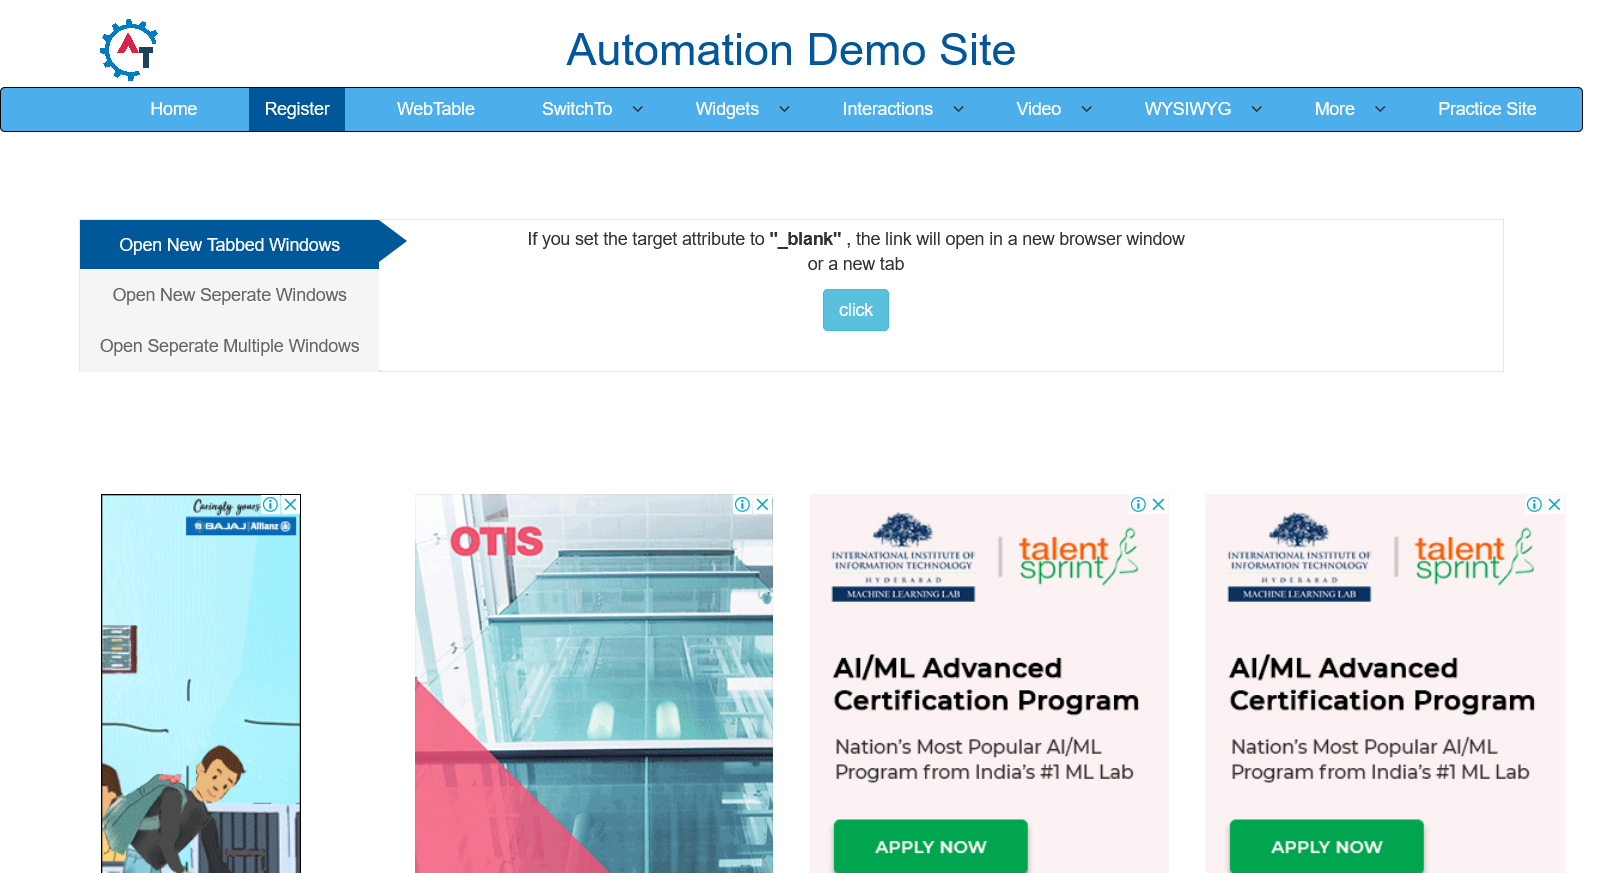 AT
Automation Demo Site
Home Register WebTable SwitchTo Widgets Interactions Video WYSIWYG More Practice Site
Open New Tabbed Windows
Open New Seperate Windows
Open Seperate Multiple Windows
If you set the target attribute to "_blank" , the link will open in a new browser window
or a new tab
click
Caringly yours
BAJAJ Allianz
OTIS
INTERNATIONAL INSTITUTE OF
INFORMATION TECHNOLOGY
HYDERABAD
MACHINE LEARNING LAB
talent
sprint
AI/ML Advanced
Certification Program
Nation's Most Popular AI/ML
Program from India's #1 ML Lab
APPLY NOW
INTERNATIONAL INSTITUTE OF
INFORMATION TECHNOLOGY
HYDERABAD
MACHINE LEARNING LAB
talent
sprint
AI/ML Advanced
Certification Program
Nation's Most Popular AI/ML
Program from India's #1 ML Lab
APPLY NOW